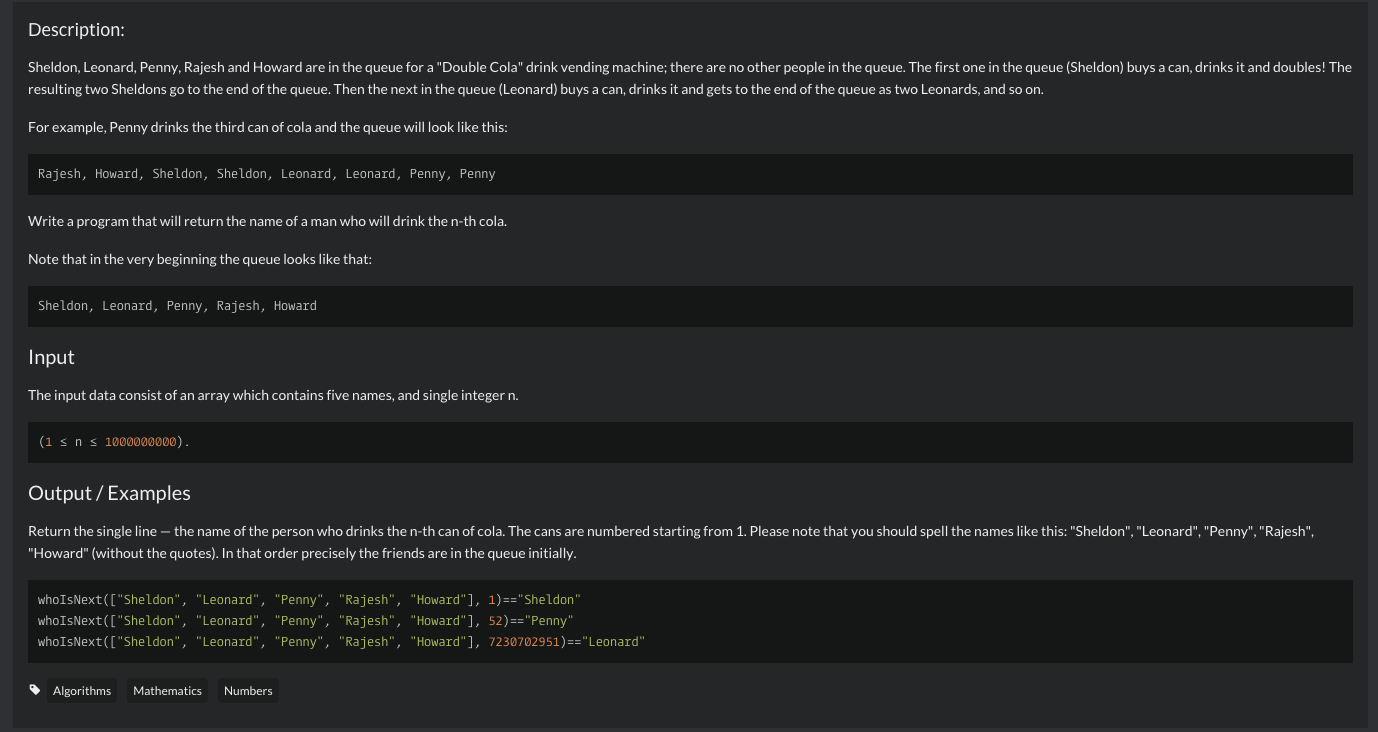 Description:
Sheldon, Leonard, Penny, Rajesh and Howard are in the queue for a "Double Cola" drink vending machine; there are no other people in the queue. The first one in the queue (Sheldon) buys a can, drinks it and doubles! The
resulting two Sheldons go to the end of the queue. Then the next in the queue (Leonard) buys a can, drinks it and gets to the end of the queue as two Leonards, and so on.
For example, Penny drinks the third can of cola and the queue will look like this:
Rajesh, Howard, Sheldon, Sheldon, Leonard, Leonard, Penny, Penny
Write a program that will return the name of a man who will drink the n-th cola.
Note that in the very beginning the queue looks like that:
Sheldon, Leonard, Penny, Rajesh, Howard
Input
The input data consist of an array which contains five names, and single integer n.
(1 ≤ n ≤ 1000000000).
Output / Examples
Return the single line — the name of the person who drinks the n-th can of cola. The cans are numbered starting from 1. Please note that you should spell the names like this: "Sheldon", "Leonard", "Penny", "Rajesh",
"Howard" (without the quotes). In that order precisely the friends are in the queue initially.
whoIsNext(["Sheldon", "Leonard", "Penny", "Rajesh", "Howard"], 1)=="Sheldon"
whoIsNext(["Sheldon", "Leonard", "Penny", "Rajesh", "Howard"], 52)=="Penny"
whoIsNext(["Sheldon", "Leonard", "Penny", "Rajesh", "Howard"], 7230702951)=="Leonard"
Algorithms Mathematics Numbers